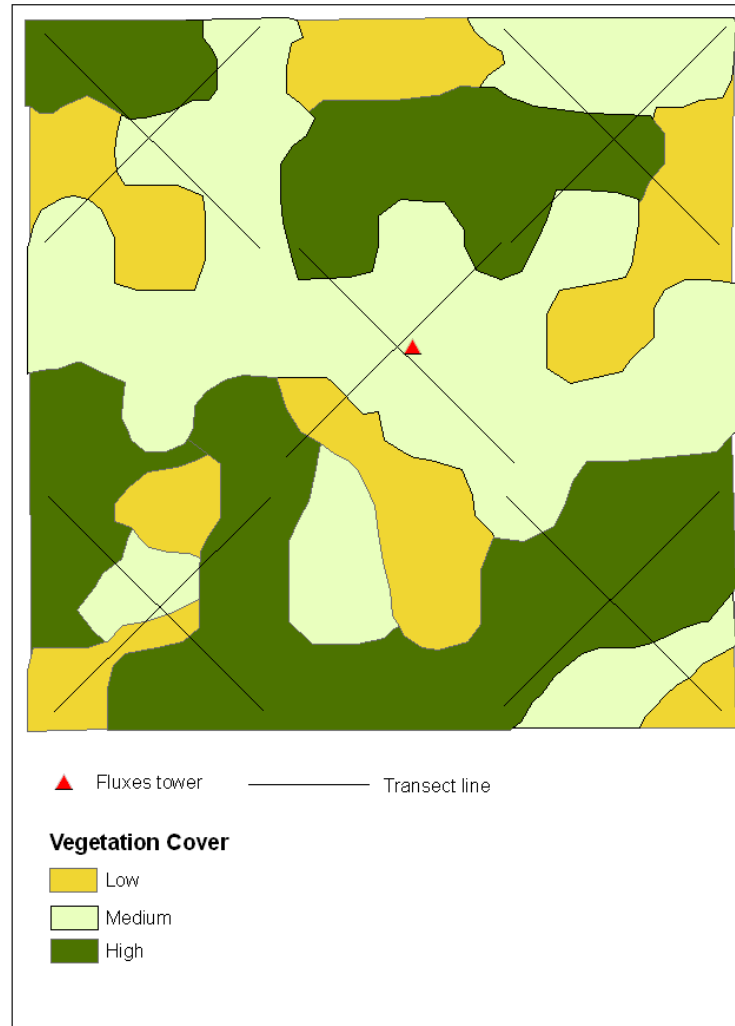 Fluxes tower
Transect line
Vegetation Cover
Low
Medium
High